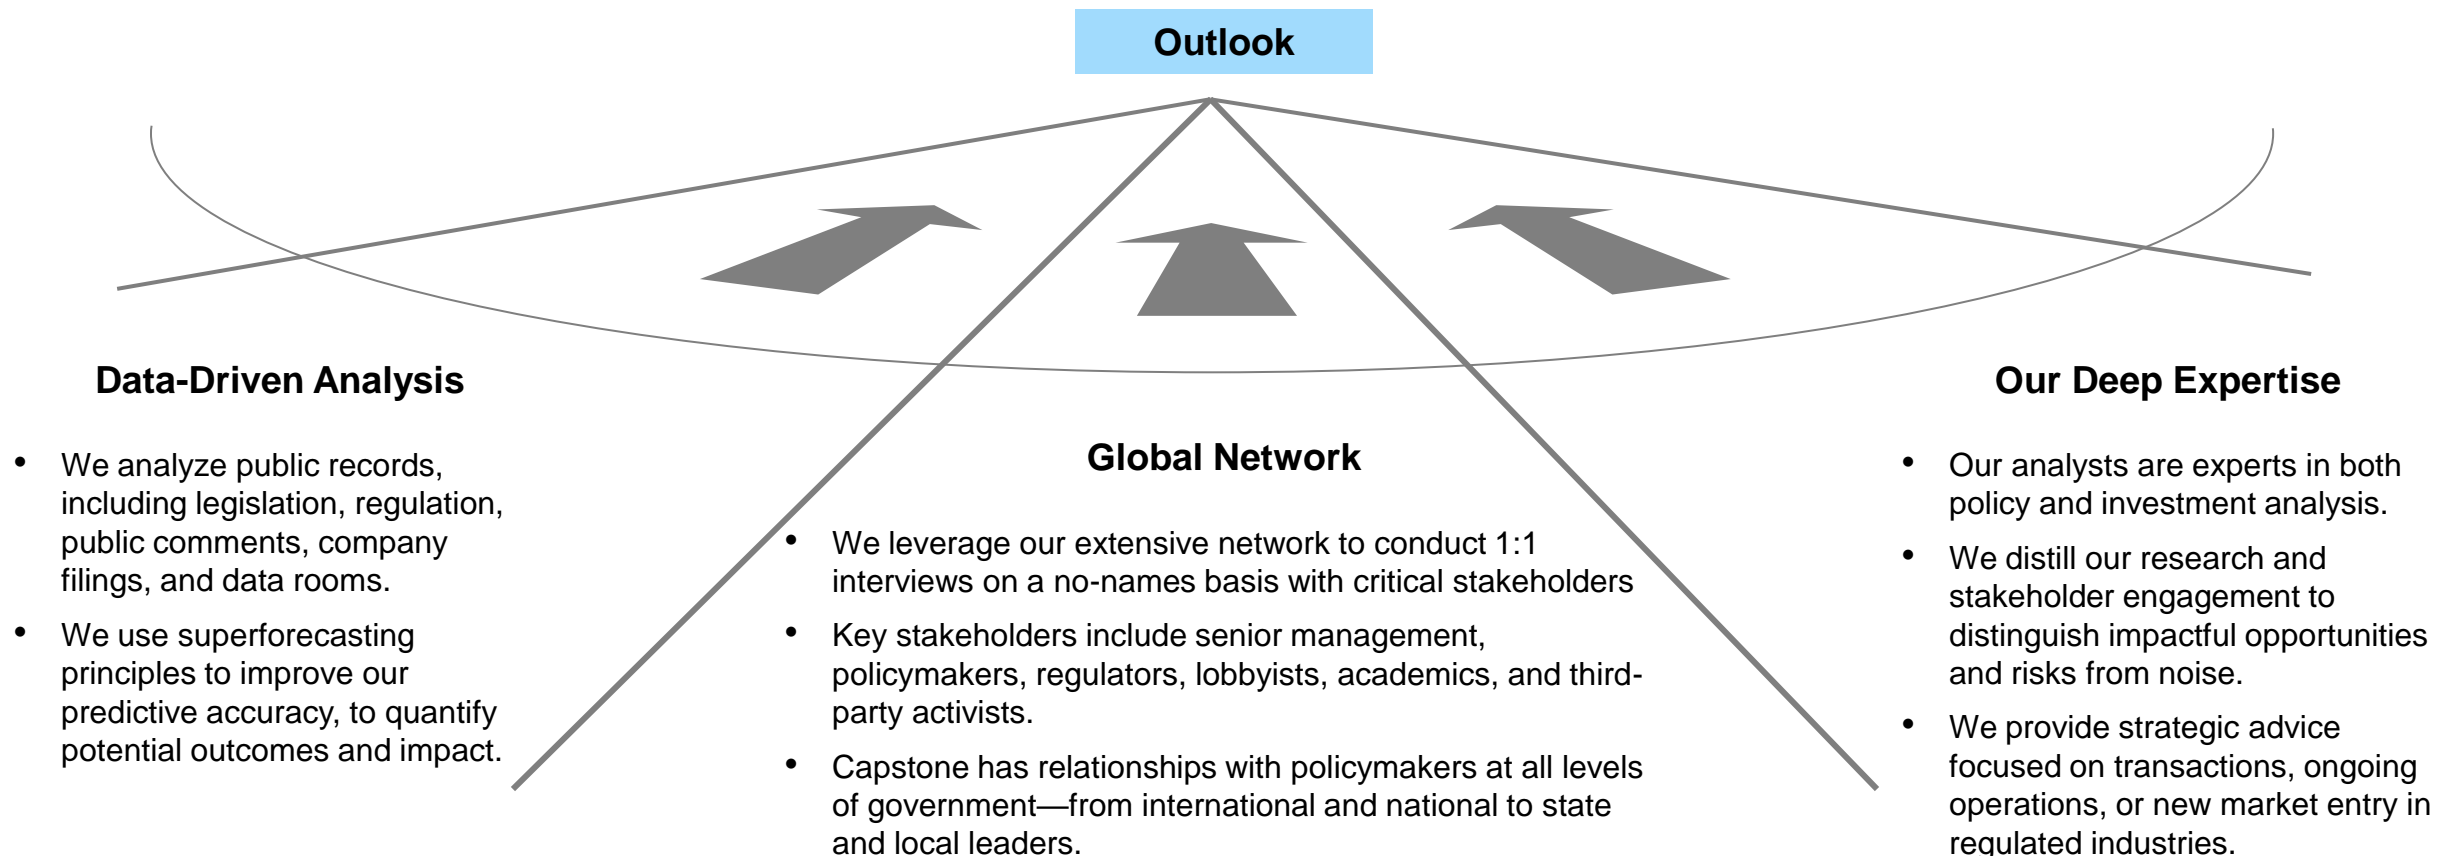 Outlook
Data-Driven Analysis
• We analyze public records,
including legislation, regulation,
public comments, company
filings, and data rooms.
• We use superforecasting
principles to improve our
predictive accuracy, to quantify
potential outcomes and impact.
Global Network
• We leverage our extensive network to conduct 1:1
interviews on a no-names basis with critical stakeholders
• Key stakeholders include senior management,
policymakers, regulators, lobbyists, academics, and third-
party activists.
• Capstone has relationships with policymakers at all levels
of government—from international and national to state
and local leaders.
Our Deep Expertise
• Our analysts are experts in both
policy and investment analysis.
• We distill our research and
stakeholder engagement to
distinguish impactful opportunities
and risks from noise.
• We provide strategic advice
focused on transactions, ongoing
operations, or new market entry in
regulated industries.